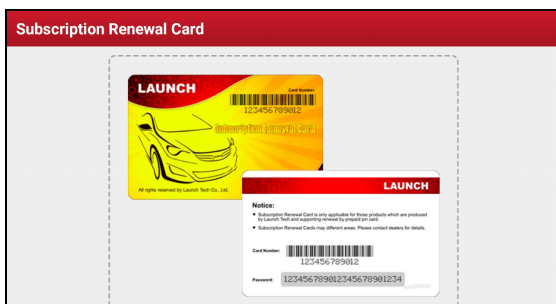 Subscription Renewal Card
LAUNCH
Card Number:
123456789012
Subscription Renewal Card
All rights reserved by Launch Tech Co., Ltd.
LAUNCH
Notice:
Subscription Renewal Card is only applicable for those products which are produced
by Launch Tech and supporting renewal by prepaid pin card.
Subscription Renewal Cards may different areas. Please contact dealers for details.
Card Number:
123456789012
Password:
123456789012345678901234